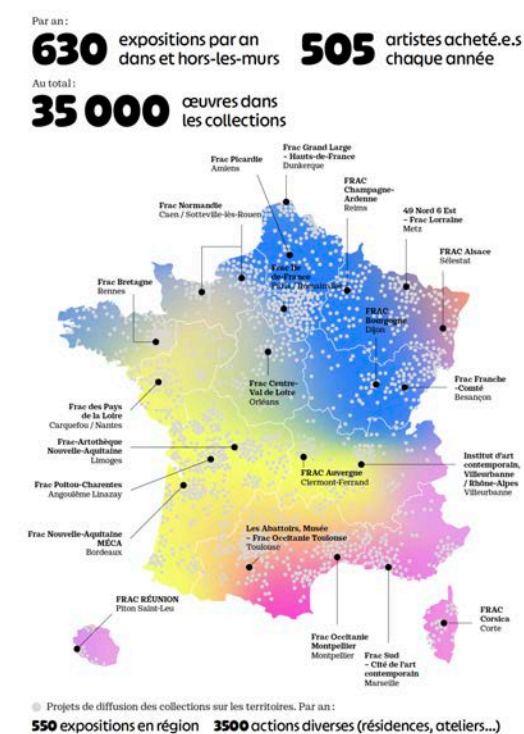 Par an :
630 expositions par an
dans et hors-les-murs
505 artistes acheté.e.s
chaque année
Au total :
35 000 œuvres dans
les collections
Frac Grand Large
– Hauts-de-France
Dunkerque
Frac Picardie
Amiens
FRAC
Champagne-
Ardenne
Reims
Frac Normandie
Caen / Sotteville-lès-Rouen
49 Nord 6 Est
– Frac Lorraine
Metz
FRAC Alsace
Sélestat
Frac Île
de-France
Paris / Romainville
Frac Bretagne
Rennes
FRAC
Bourgogne
Dijon
Frac Centre-
Val de Loire
Orléans
Frac Franche
-Comté
Besançon
Frac des Pays
de la Loire
Carquefou / Nantes
Frac-Artothèque
Nouvelle-Aquitaine
Limoges
Institut d'art
contemporain,
Villeurbanne
/ Rhône-Alpes
Villeurbanne
FRAC Auvergne
Clermont-Ferrand
Frac Poitou-Charentes
Angoulême Linazay
Frac Nouvelle-Aquitaine
MÉCA
Bordeaux
Les Abattoirs, Musée
– Frac Occitanie Toulouse
Toulouse
FRAC RÉUNION
Piton Saint-Leu
FRAC
Corsica
Corte
Frac Occitanie
Montpellier
Montpellier
Frac Sud
– Cité de l'art
contemporain
Marseille
Projets de diffusion des collections sur les territoires. Par an :
550 expositions en région 3500 actions diverses (résidences, ateliers...)